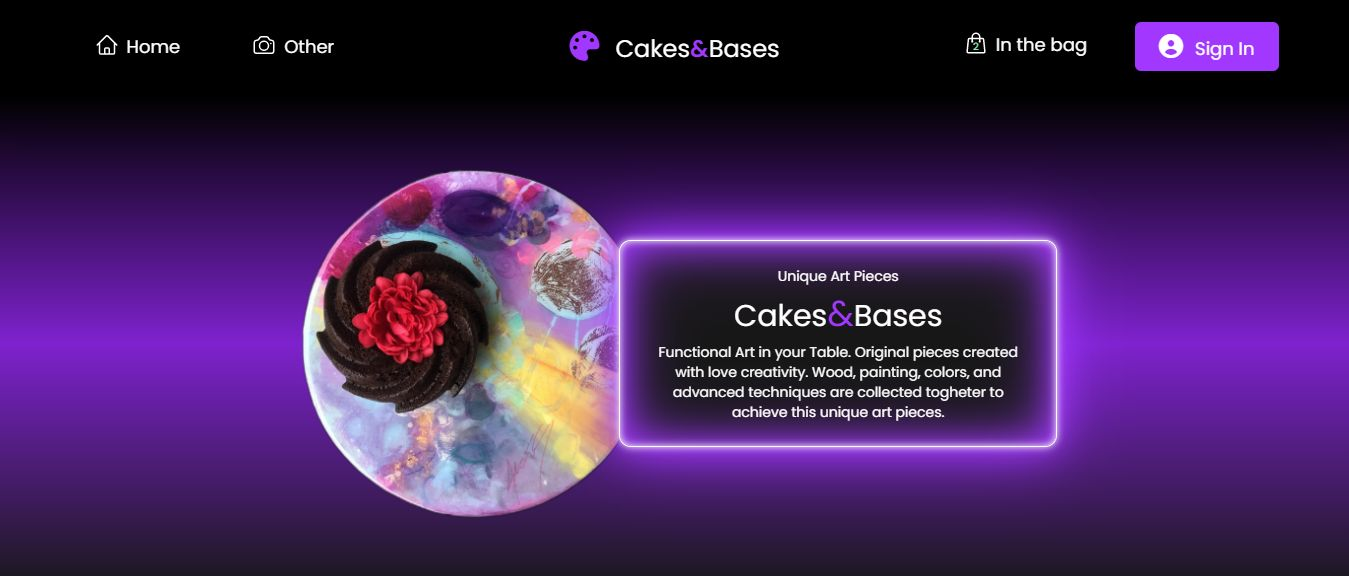 Home
Other
Cakes&Bases
2
In the bag
Sign In
Unique Art Pieces
Cakes&Bases
Functional Art in your Table. Original pieces created
with love creativity. Wood, painting, colors, and
advanced techniques are collected togheter to
achieve this unique art pieces.